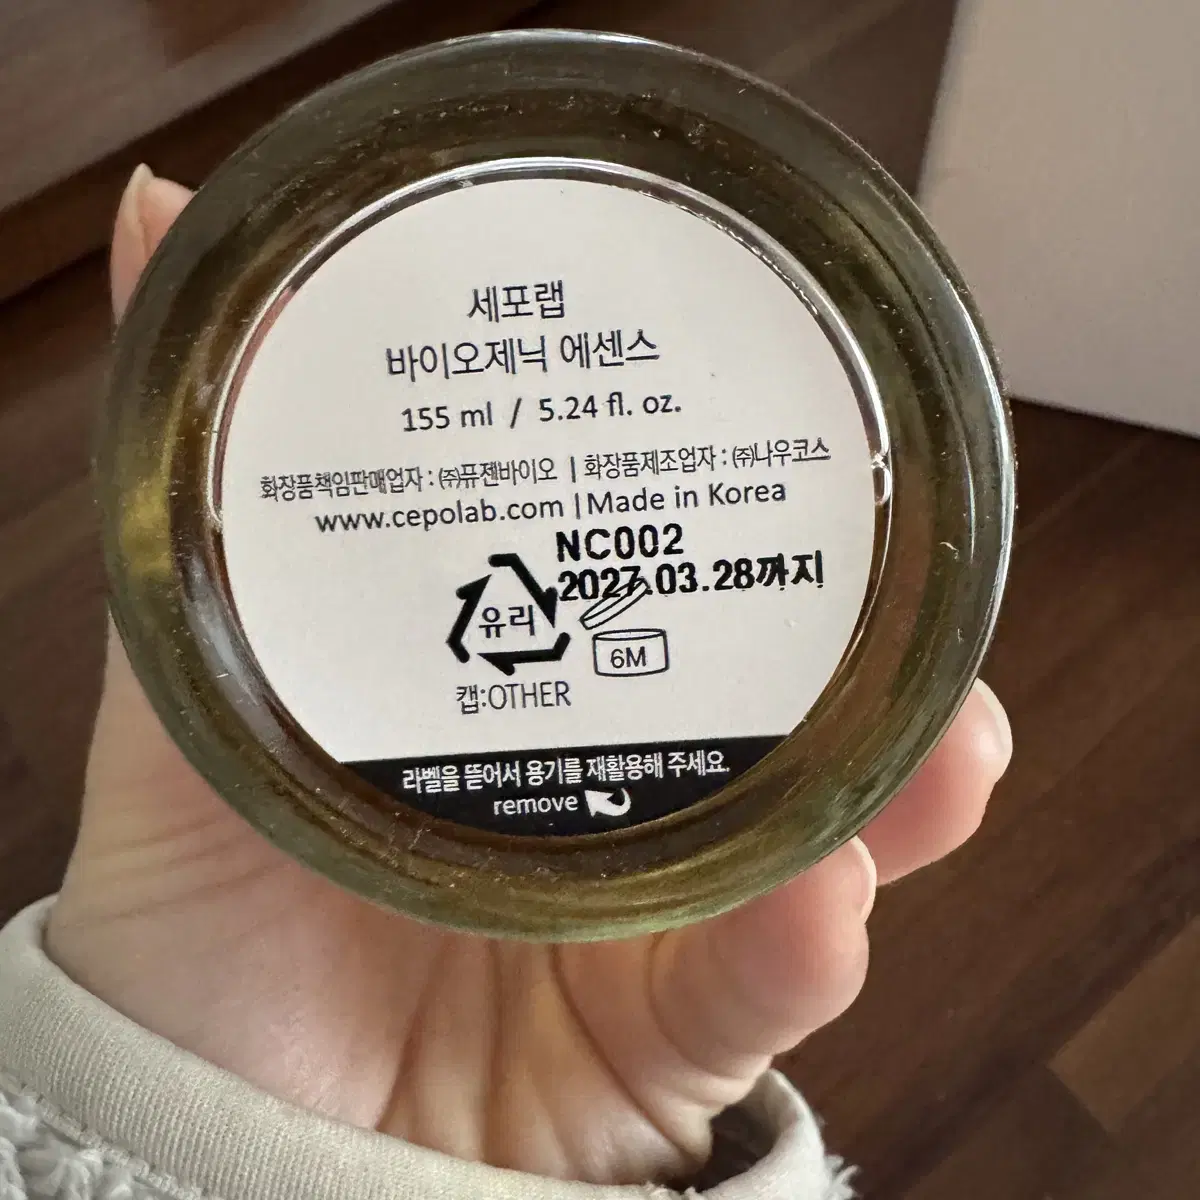 세포랩
바이오제닉 에센스
155 ml / 5.24 fl. oz.
화장품책임판매업자 : ㈜퓨젠바이오 | 화장품제조업자 : ㈜나우코스
www.cepolab.com | Made in Korea
NC002
2027.03.28까지
유리
6M
캡:OTHER
라벨을 뜯어서 용기를 재활용해 주세요.
remove